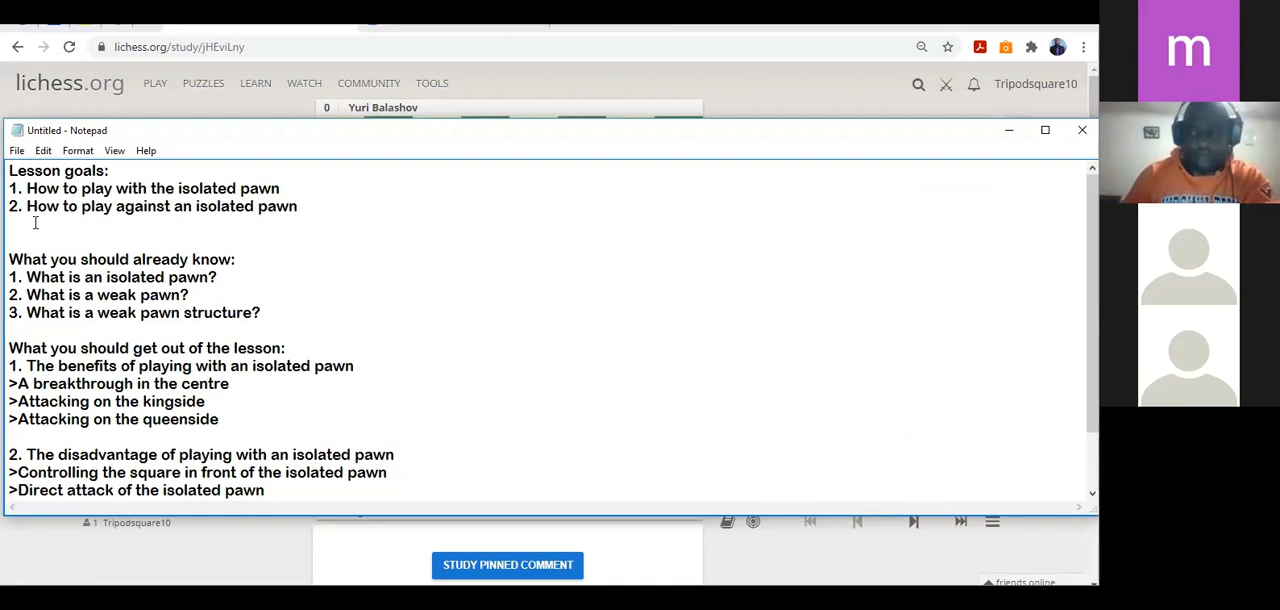 lichess.org/study/jHEviLny
lichess.org PLAY PUZZLES LEARN WATCH COMMUNITY TOOLS Tripodsquare10
0 Yuri Balashov
Untitled - Notepad
File Edit Format View Help
Lesson goals:
1. How to play with the isolated pawn
2. How to play against an isolated pawn
What you should already know:
1. What is an isolated pawn?
2. What is a weak pawn?
3. What is a weak pawn structure?
What you should get out of the lesson:
1. The benefits of playing with an isolated pawn
>A breakthrough in the centre
>Attacking on the kingside
>Attacking on the queenside
2. The disadvantage of playing with an isolated pawn
>Controlling the square in front of the isolated pawn
>Direct attack of the isolated pawn
1 Tripodsquare10
STUDY PINNED COMMENT
friends online
m